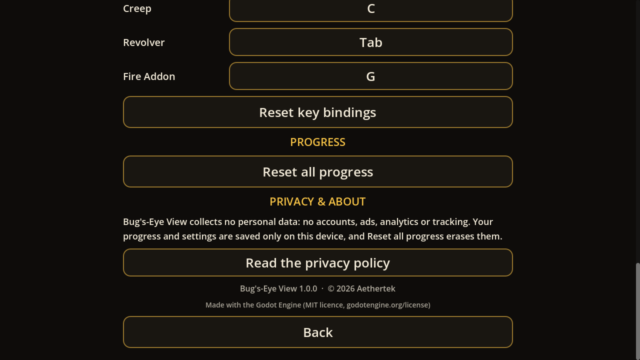 Creep
C
Revolver
Tab
Fire Addon
G
Reset key bindings
PROGRESS
Reset all progress
PRIVACY & ABOUT
Bug's-Eye View collects no personal data: no accounts, ads, analytics or tracking. Your
progress and settings are saved only on this device, and Reset all progress erases them.
Read the privacy policy
Bug's-Eye View 1.0.0 · © 2026 Aethertek
Made with the Godot Engine (MIT licence, godotengine.org/license)
Back